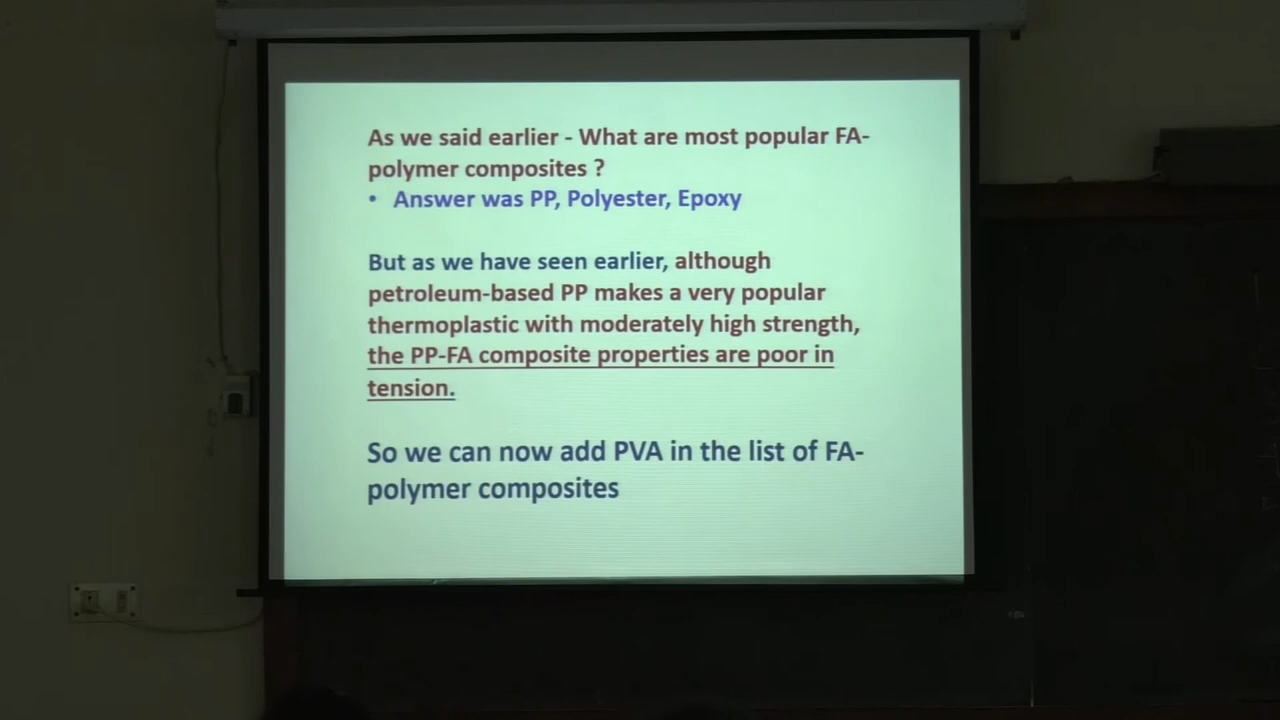 As we said earlier - What are most popular FA-
polymer composites ?
• Answer was PP, Polyester, Epoxy
But as we have seen earlier, although
petroleum-based PP makes a very popular
thermoplastic with moderately high strength,
the PP-FA composite properties are poor in
tension.
So we can now add PVA in the list of FA-
polymer composites